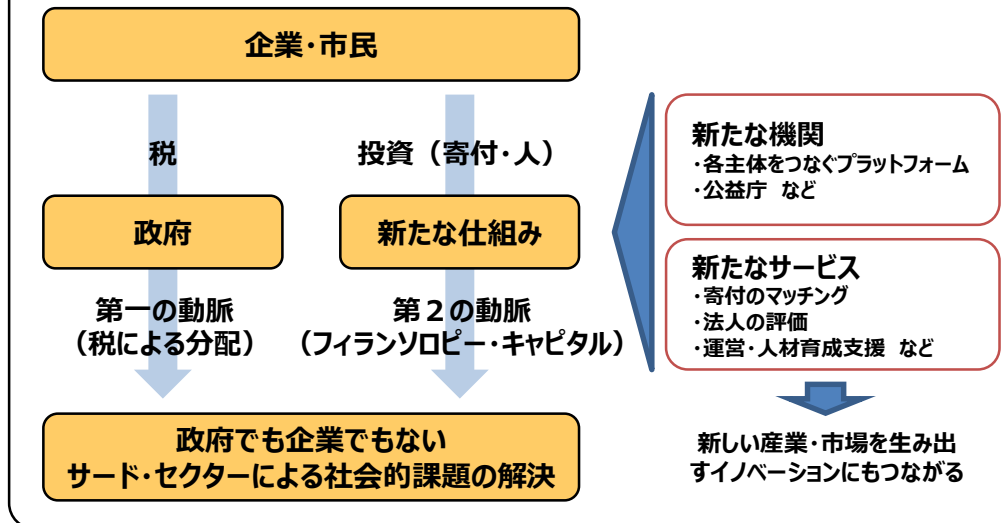 企業・市民
税
投資（寄付・人）
政府
新たな仕組み
第一の動脈
（税による分配）
第２の動脈
（フィランソロピー・キャピタル）
政府でも企業でもない
サード・セクターによる社会的課題の解決
新たな機関
・各主体をつなぐプラットフォーム
・公益庁 など
新たなサービス
・寄付のマッチング
・法人の評価
・運営・人材育成支援 など
新しい産業・市場を生み出
すイノベーションにもつながる